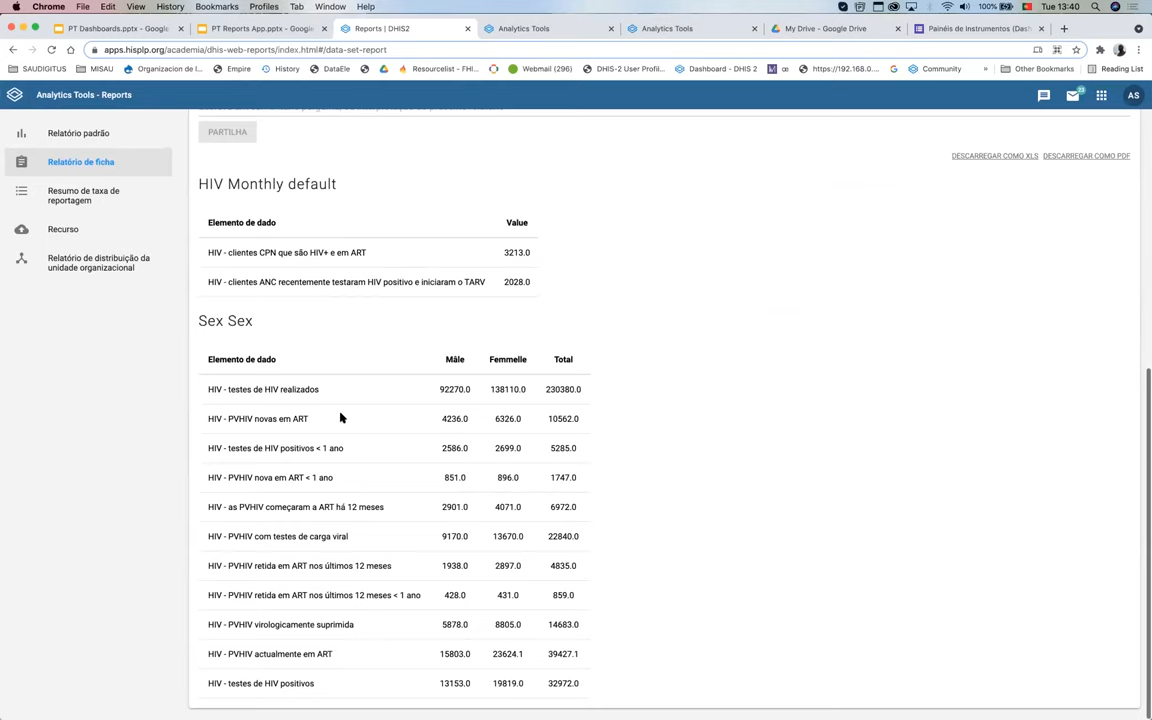 Chrome File Edit View History Bookmarks Profiles Tab Window Help 100% Tue 13:40
PT Dashboards.pptx - Google PT Reports App.pptx - Google Reports | DHIS2 Analytics Tools Analytics Tools My Drive - Google Drive Painéis de Instrumentos (Dash
apps.hisplp.org/academia/dhis-web-reports/index.html#/data-set-report
SAUDIGITUS MISAU Organizacion de I... Empire History DataEle Resourcelist - FHI... Webmail (296) DHIS-2 User Profil... Dashboard - DHIS 2 https://192.168.0... Community » Other Bookmarks Reading List
Analytics Tools - Reports 23 AS
Relatório padrão
Relatório de ficha
Resumo de taxa de
reportagem
Recurso
Relatório de distribuição da
unidade organizacional
PARTILHA
DESCARREGAR COMO XLS DESCARREGAR COMO PDF
HIV Monthly default
Elemento de dado Value
HIV - clientes CPN que são HIV+ e em ART 3213.0
HIV - clientes ANC recentemente testaram HIV positivo e iniciaram o TARV 2028.0
Sex Sex
Elemento de dado Mâle Femmelle Total
HIV - testes de HIV realizados 92270.0 138110.0 230380.0
HIV - PVHIV novas em ART 4236.0 6326.0 10562.0
HIV - testes de HIV positivos < 1 ano 2586.0 2699.0 5285.0
HIV - PVHIV nova em ART < 1 ano 851.0 896.0 1747.0
HIV - as PVHIV começaram a ART há 12 meses 2901.0 4071.0 6972.0
HIV - PVHIV com testes de carga viral 9170.0 13670.0 22840.0
HIV - PVHIV retida em ART nos últimos 12 meses 1938.0 2897.0 4835.0
HIV - PVHIV retida em ART nos últimos 12 meses < 1 ano 428.0 431.0 859.0
HIV - PVHIV virologicamente suprimida 5878.0 8805.0 14683.0
HIV - PVHIV actualmente em ART 15803.0 23624.1 39427.1
HIV - testes de HIV positivos 13153.0 19819.0 32972.0